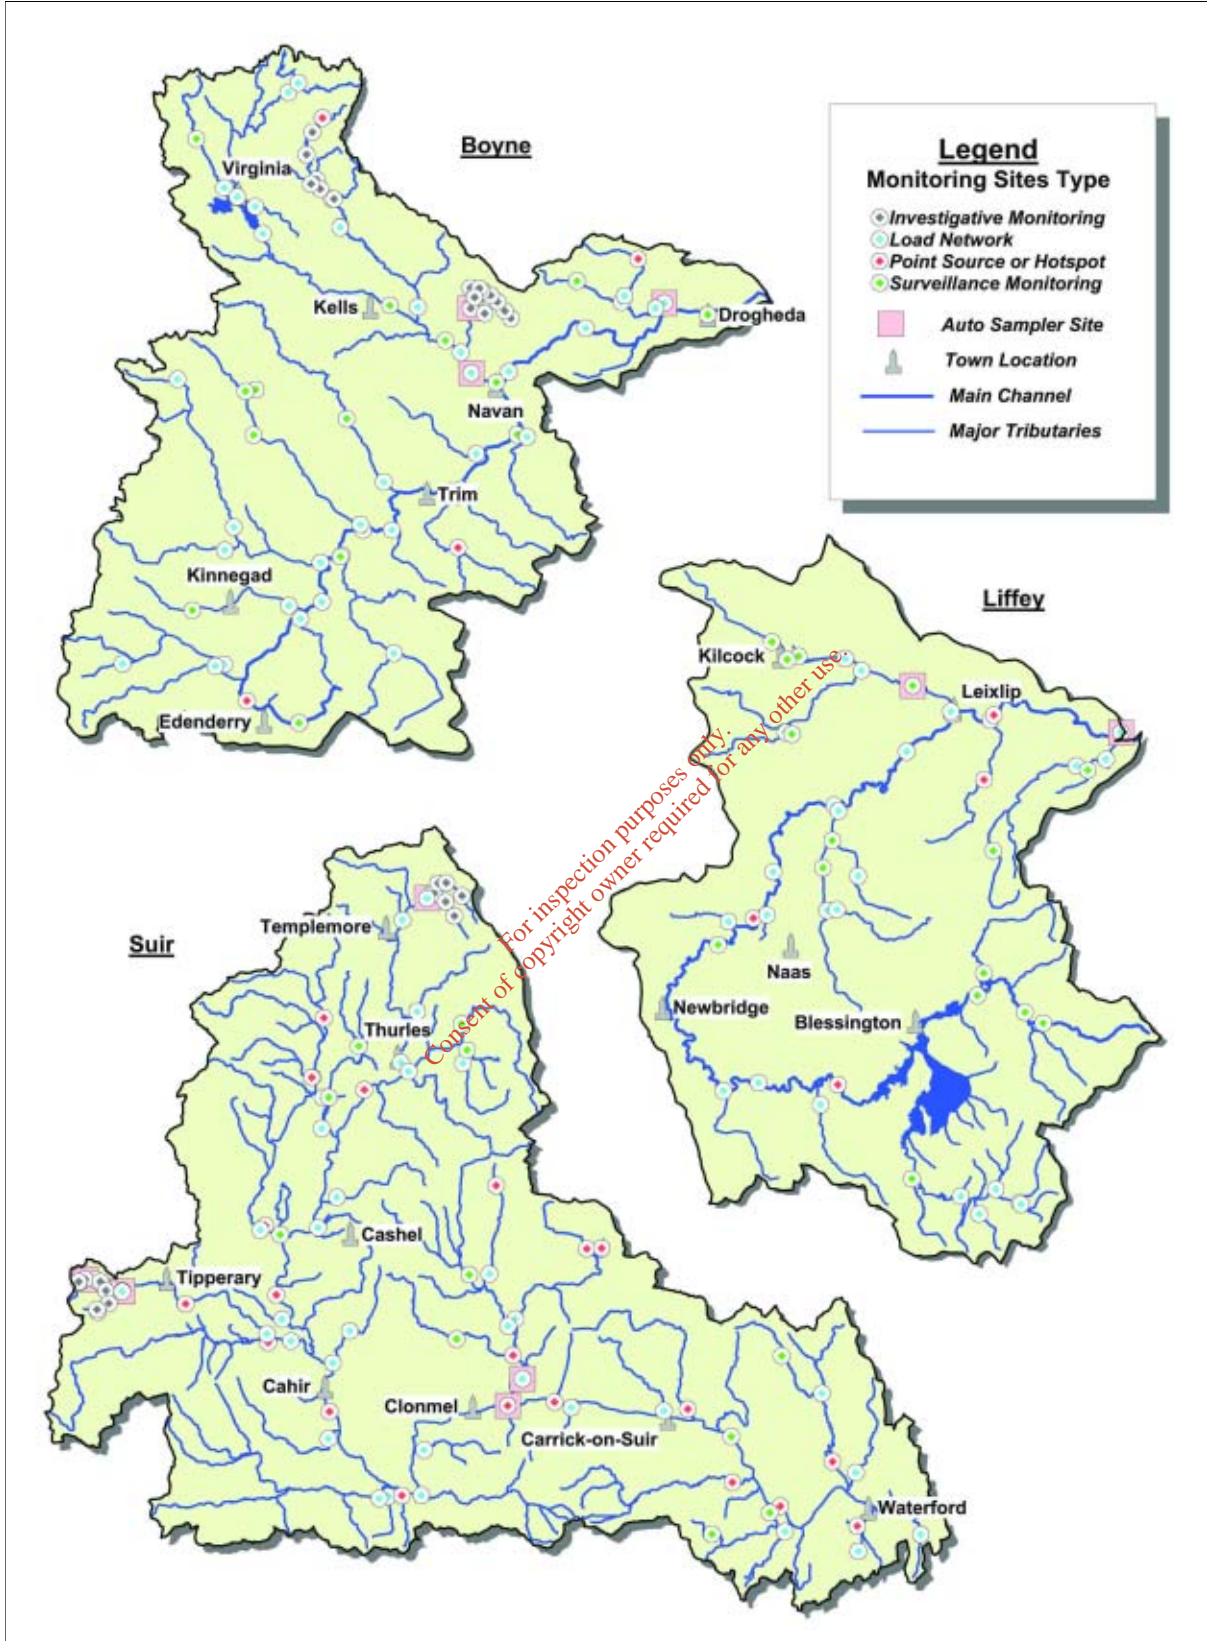 Boyne
Virginia
Kells
Drogheda
Navan
Trim
Kinnegad
Edenderry
Legend
Monitoring Sites Type
Investigative Monitoring
Load Network
Point Source or Hotspot
Surveillance Monitoring
Auto Sampler Site
Town Location
Main Channel
Major Tributaries
Liffey
Kilcock
Leixlip
Naas
Newbridge
Blessington
For inspection purposes only.
Consent of copyright owner required for any other use.
Suir
Templemore
Thurles
Cashel
Tipperary
Cahir
Clonmel
Carrick-on-Suir
Waterford